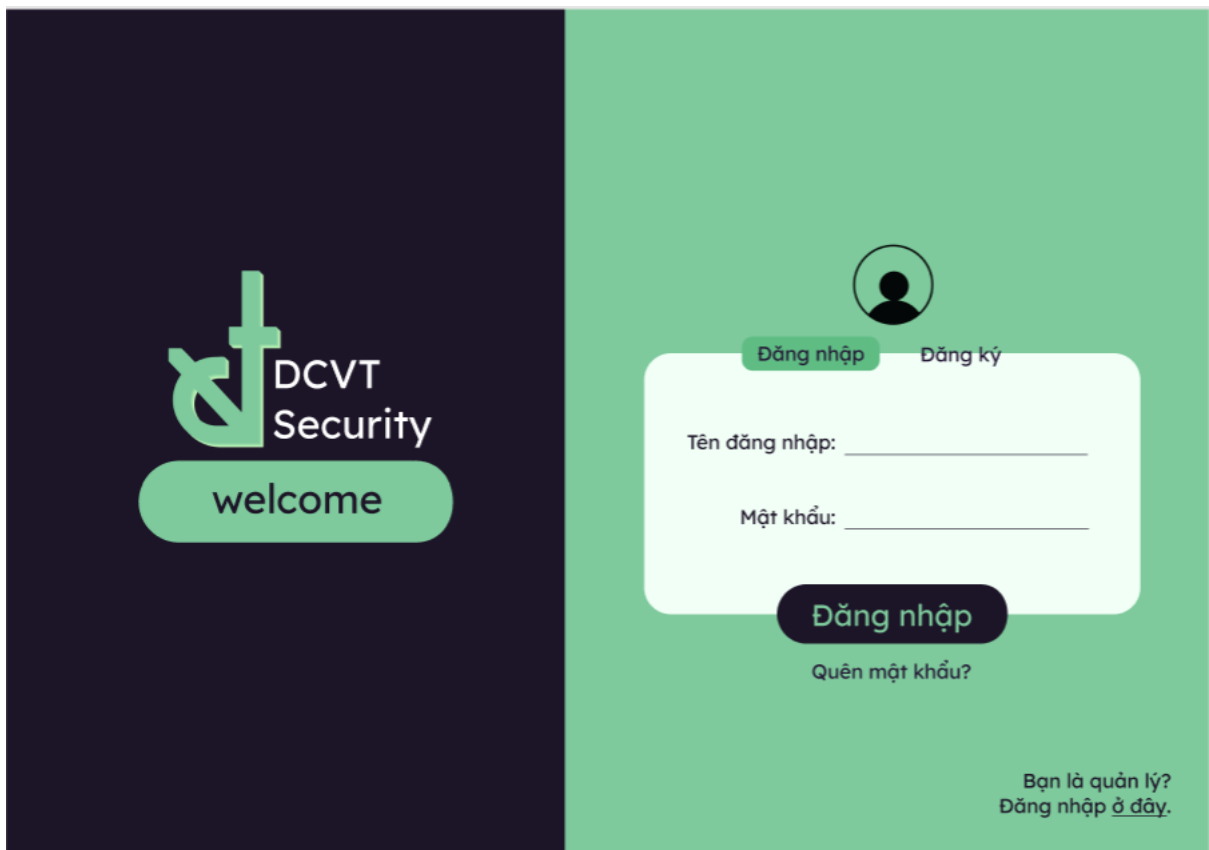 DCVT
Security
welcome
Đăng nhập
Đăng ký
Tên đăng nhập:
Mật khẩu:
Đăng nhập
Quên mật khẩu?
Bạn là quản lý?
Đăng nhập ở đây.